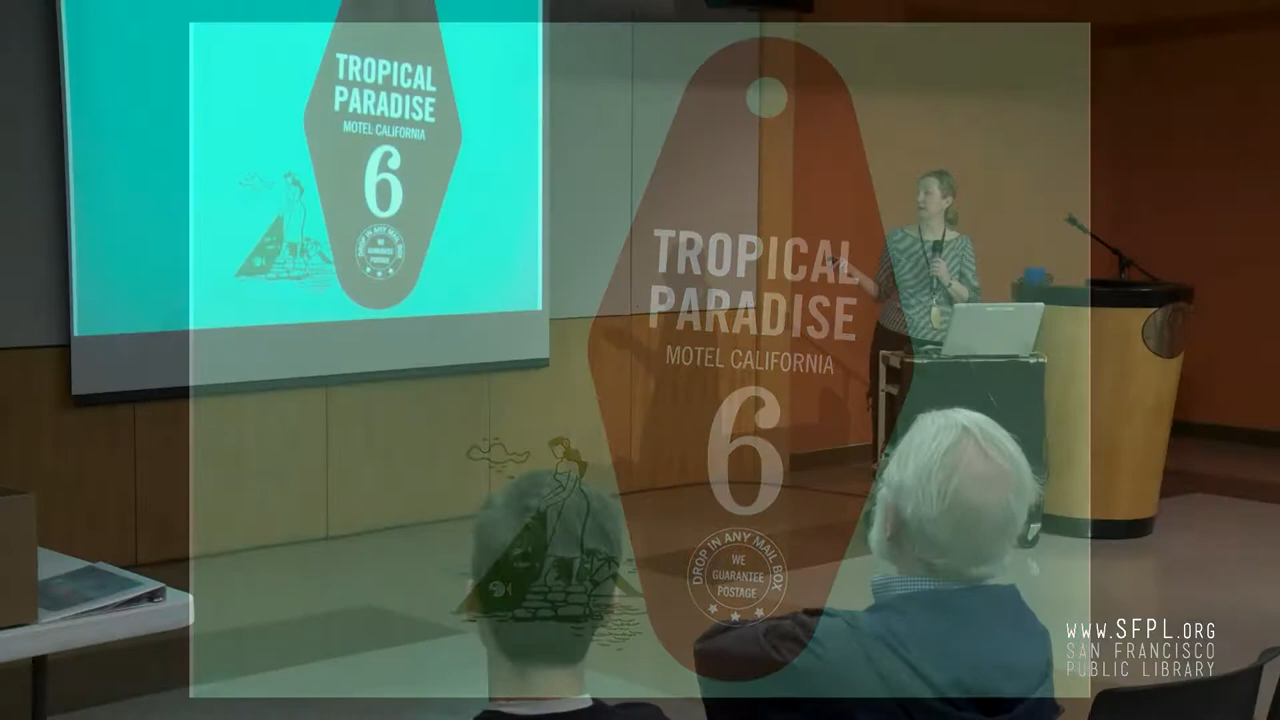 TROPICAL
PARADISE
MOTEL CALIFORNIA
6
DROP IN ANY MAIL BOX
WE
GUARANTEE
POSTAGE
TROPICAL
PARADISE
MOTEL CALIFORNIA
6
DROP IN ANY MAIL BOX
WE
GUARANTEE
POSTAGE
WWW.SFPL.ORG
SAN FRANCISCO
PUBLIC LIBRARY